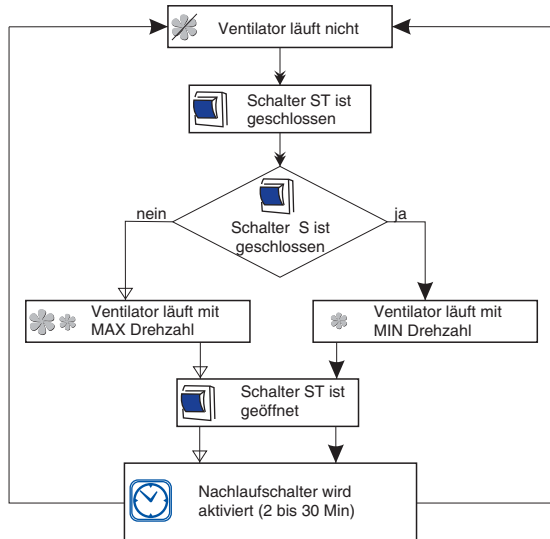 Ventilator läuft nicht
Schalter ST ist
geschlossen
nein
ja
Schalter S ist
geschlossen
Ventilator läuft mit
MAX Drehzahl
Ventilator läuft mit
MIN Drehzahl
Schalter ST ist
geöffnet
Nachlaufschalter wird
aktiviert (2 bis 30 Min)